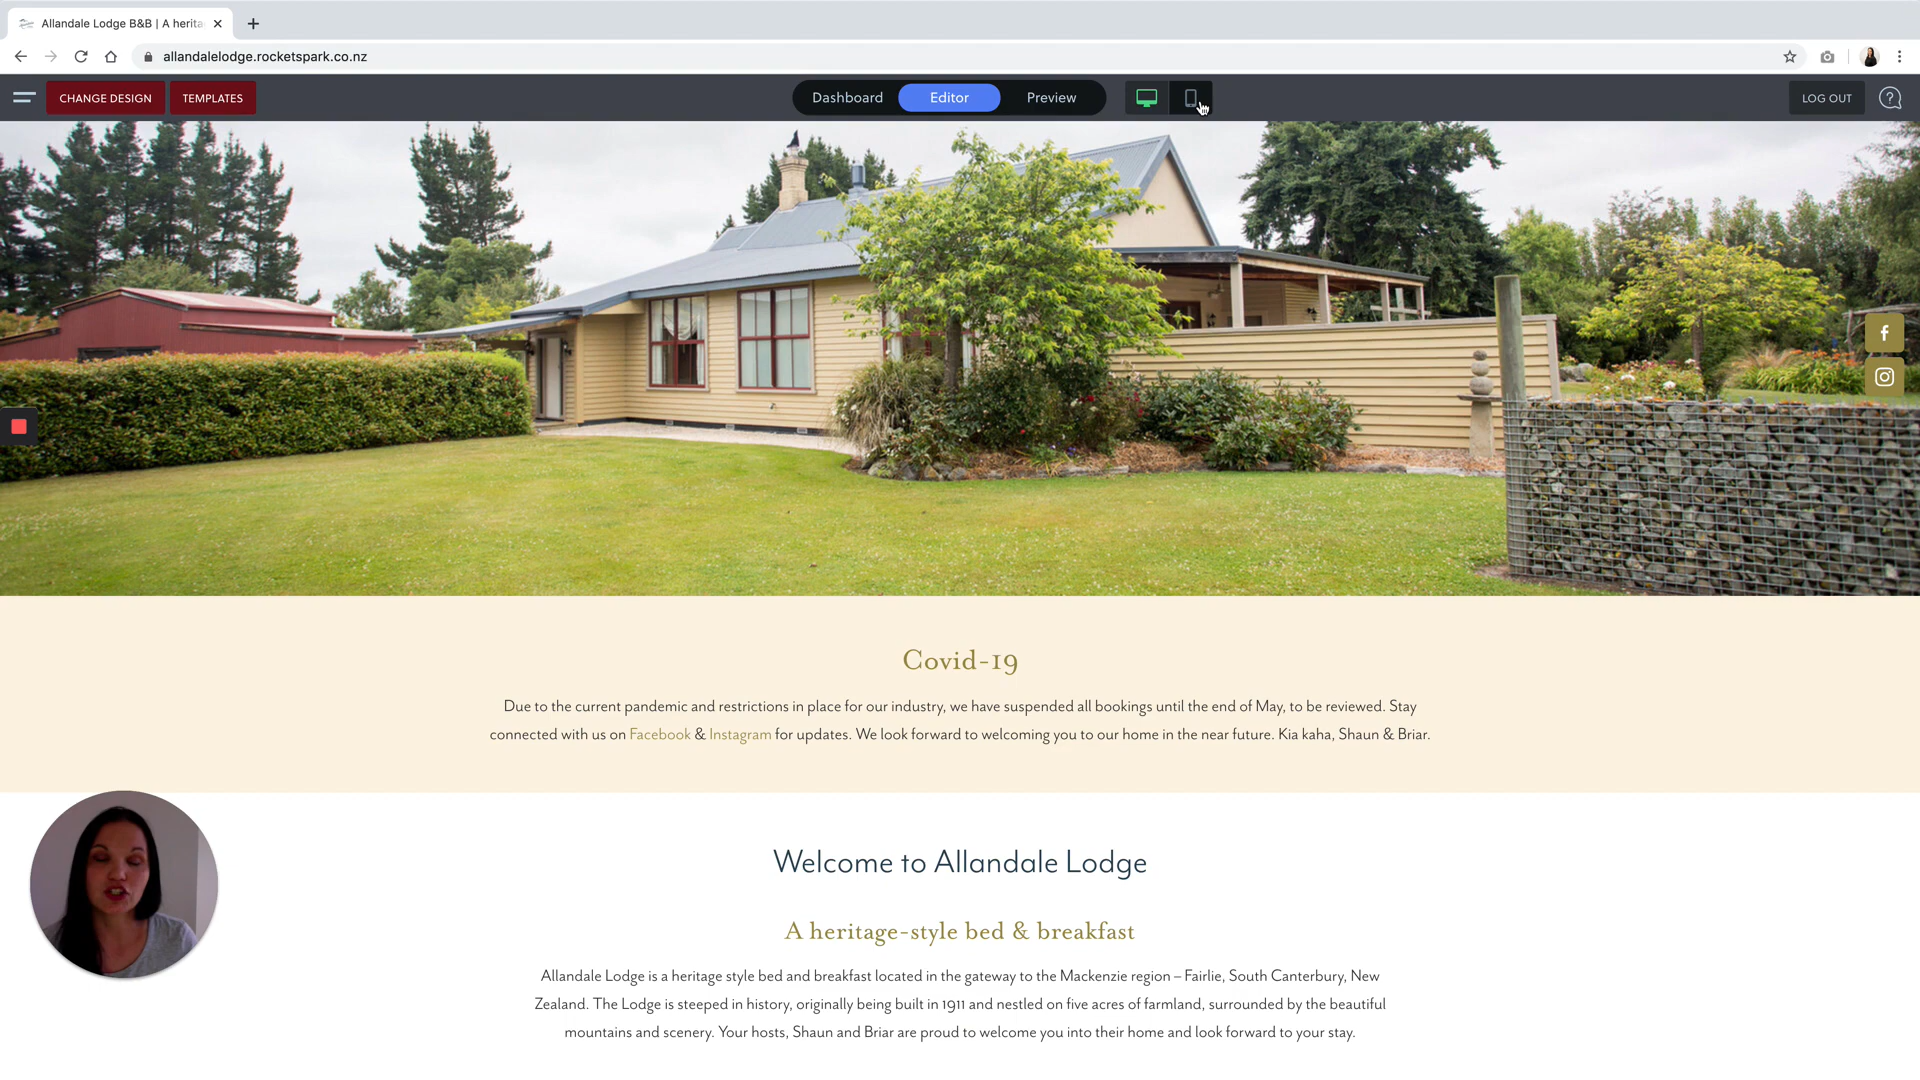 Allandale Lodge B&B | A herita
allandalelodge.rocketspark.co.nz
CHANGE DESIGN
TEMPLATES
Dashboard
Editor
Preview
LOG OUT
?
f
Covid-19
Due to the current pandemic and restrictions in place for our industry, we have suspended all bookings until the end of May, to be reviewed. Stay
connected with us on Facebook & Instagram for updates. We look forward to welcoming you to our home in the near future. Kia kaha, Shaun & Briar.
Welcome to Allandale Lodge
A heritage-style bed & breakfast
Allandale Lodge is a heritage style bed and breakfast located in the gateway to the Mackenzie region – Fairlie, South Canterbury, New
Zealand. The Lodge is steeped in history, originally being built in 1911 and nestled on five acres of farmland, surrounded by the beautiful
mountains and scenery. Your hosts, Shaun and Briar are proud to welcome you into their home and look forward to your stay.